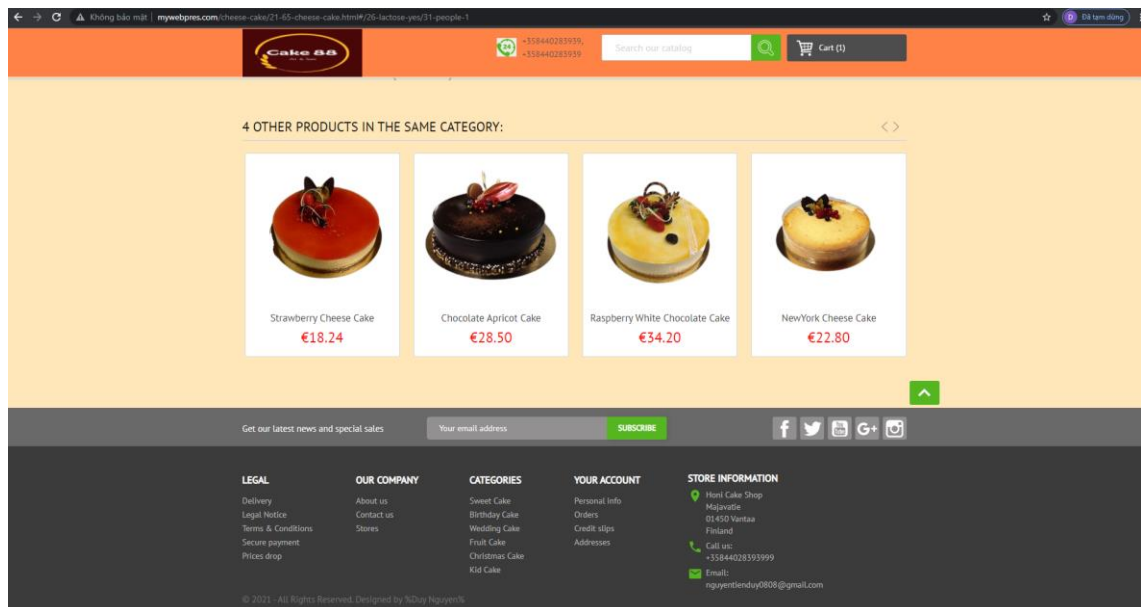 Không bảo mật | mywebpres.com/cheese-cake/21-65-cheese-cake.html#/26-lactose-yes/31-people-1
D Đã tạm dừng
Cake 88
24
+358440283939,
+358440283939
Search our catalog
Cart (1)
4 OTHER PRODUCTS IN THE SAME CATEGORY:
Strawberry Cheese Cake
€18.24
Chocolate Apricot Cake
€28.50
Raspberry White Chocolate Cake
€34.20
NewYork Cheese Cake
€22.80
Get our latest news and special sales
Your email address
SUBSCRIBE
LEGAL
Delivery
Legal Notice
Terms & Conditions
Secure payment
Prices drop
OUR COMPANY
About us
Contact us
Stores
CATEGORIES
Sweet Cake
Birthday Cake
Wedding Cake
Fruit Cake
Christmas Cake
Kid Cake
YOUR ACCOUNT
Personal info
Orders
Credit slips
Addresses
STORE INFORMATION
Honi Cake Shop
Majavatie
01450 Vantaa
Finland
Call us:
+35844028393999
Email:
nguyentienduy0808@gmail.com
© 2021 - All Rights Reserved. Designed by %Duy Nguyen%